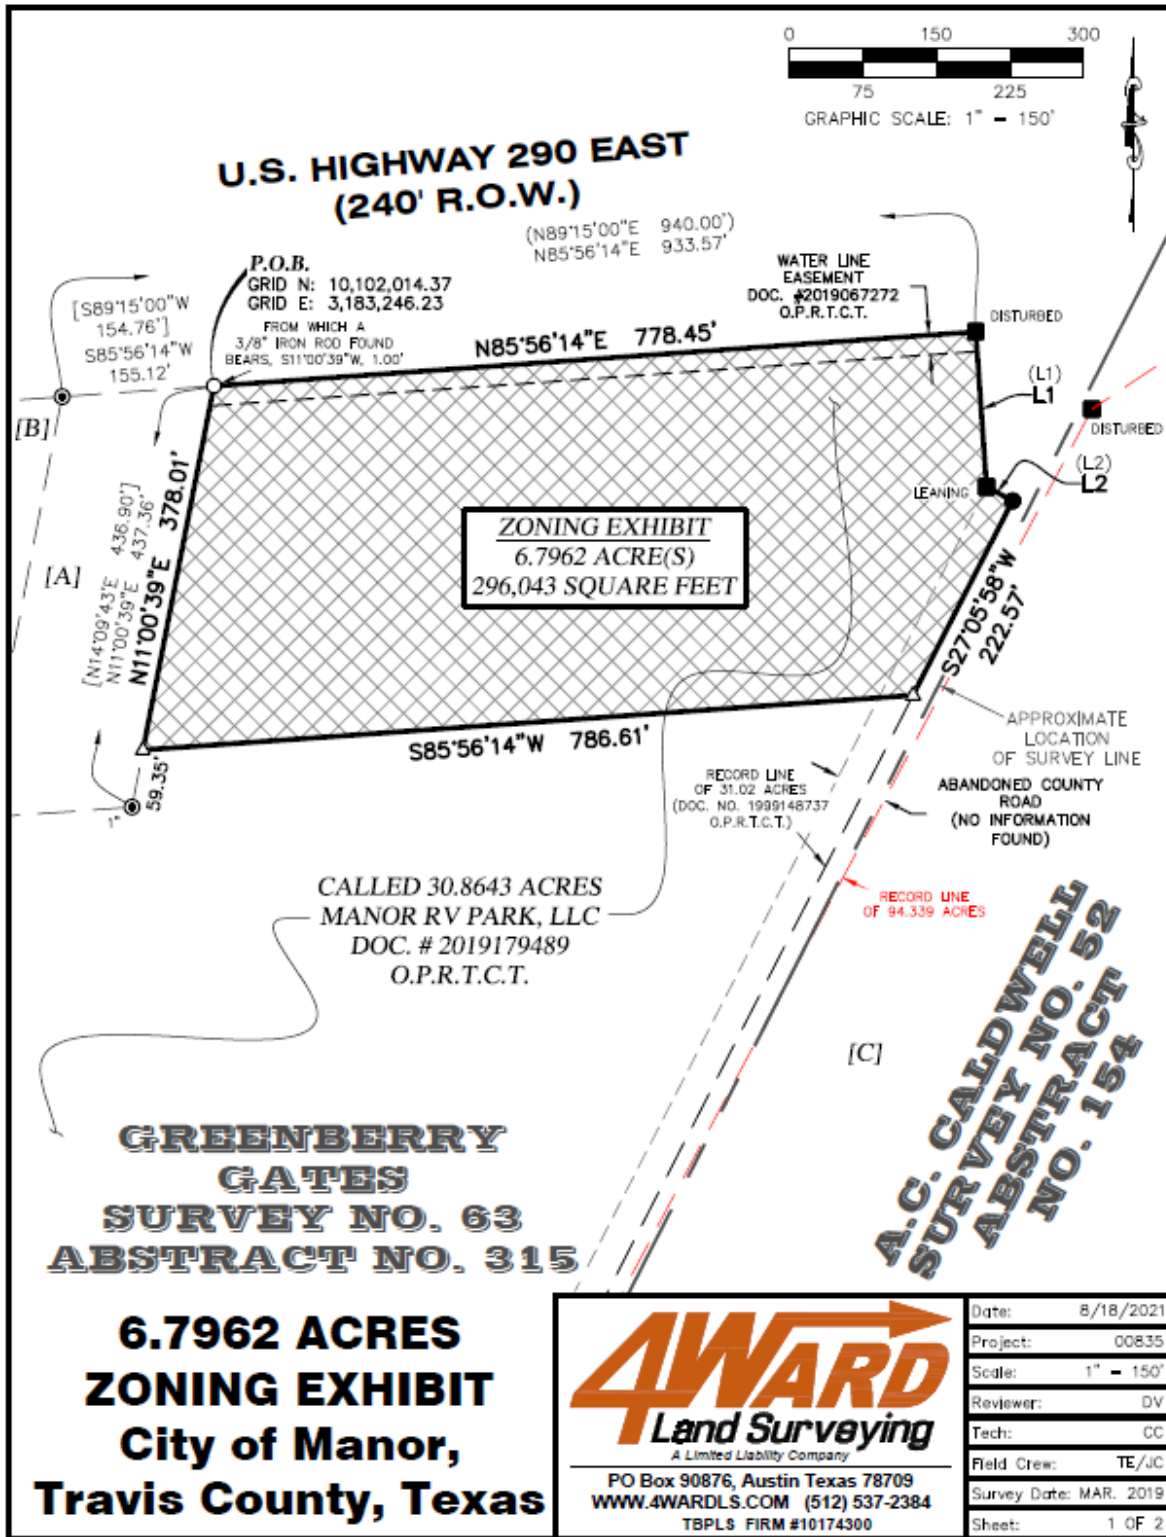 0 150 300
75 225
GRAPHIC SCALE: 1" = 150'
U.S. HIGHWAY 290 EAST
(240' R.O.W.)
(N89°15'00"E 940.00')
N85°56'14"E 933.57'
P.O.B.
GRID N: 10,102,014.37
GRID E: 3,183,246.23
FROM WHICH A
3/8" IRON ROD FOUND
BEARS, S11°00'39"W, 1.00'
[S89°15'00"W
154.76']
S85°56'14"W
155.12'
WATER LINE
EASEMENT
DOC. #2019067272
O.P.R.T.C.T.
DISTURBED
N85°56'14"E 778.45'
(L1)
L1
DISTURBED
[B]
(L2)
L2
LEANING
[A]
[N14°09'43"E 436.90']
N11°00'39"E 437.36'
N11°00'39"E 378.01'
ZONING EXHIBIT
6.7962 ACRE(S)
296,043 SQUARE FEET
S27°05'58"W
222.57'
S85°56'14"W 786.61'
59.35'
1"
APPROXIMATE
LOCATION
OF SURVEY LINE
RECORD LINE
OF 31.02 ACRES
(DOC. NO. 1999148737
O.P.R.T.C.T.)
ABANDONED COUNTY
ROAD
(NO INFORMATION
FOUND)
RECORD LINE
OF 94.339 ACRES
CALLED 30.8643 ACRES
MANOR RV PARK, LLC
DOC. # 2019179489
O.P.R.T.C.T.
[C]
A.C. CALDWELL
SURVEY NO. 52
ABSTRACT
NO. 154
GREENBERRY
GATES
SURVEY NO. 63
ABSTRACT NO. 315
6.7962 ACRES
ZONING EXHIBIT
City of Manor,
Travis County, Texas
4WARD
Land Surveying
A Limited Liability Company
PO Box 90876, Austin Texas 78709
WWW.4WARDLS.COM (512) 537-2384
TBPLS FIRM #10174300
Date: 8/18/2021
Project: 00835
Scale: 1" = 150'
Reviewer: DV
Tech: CC
Field Crew: TE/JC
Survey Date: MAR. 2019
Sheet: 1 OF 2